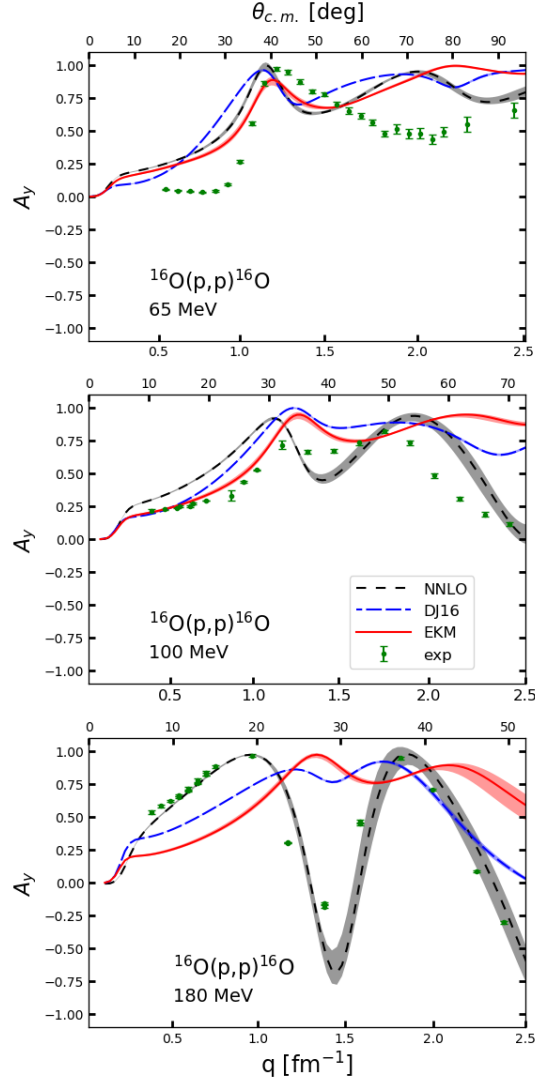 θc.m. [deg]
0 10 20 30 40 50 60 70 80 90
1.00
0.75
0.50
0.25
0.00
−0.25
−0.50
−0.75
−1.00
Ay
16O(p,p)16O
65 MeV
0.5 1.0 1.5 2.0 2.5
0 10 20 30 40 50 60 70
1.00
0.75
0.50
0.25
0.00
−0.25
−0.50
−0.75
−1.00
Ay
NNLO
DJ16
EKM
exp
16O(p,p)16O
100 MeV
0.5 1.0 1.5 2.0 2.5
0 10 20 30 40 50
1.00
0.75
0.50
0.25
0.00
−0.25
−0.50
−0.75
−1.00
Ay
16O(p,p)16O
180 MeV
0.5 1.0 1.5 2.0 2.5
q [fm−1]